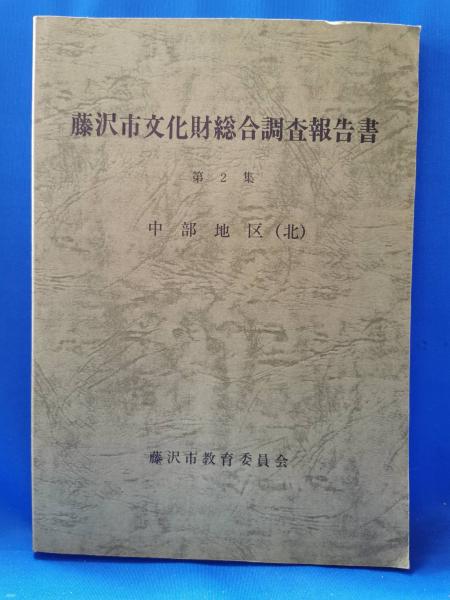 藤沢市文化財総合調査報告書
第2集
中部地区(北)
藤沢市教育委員会